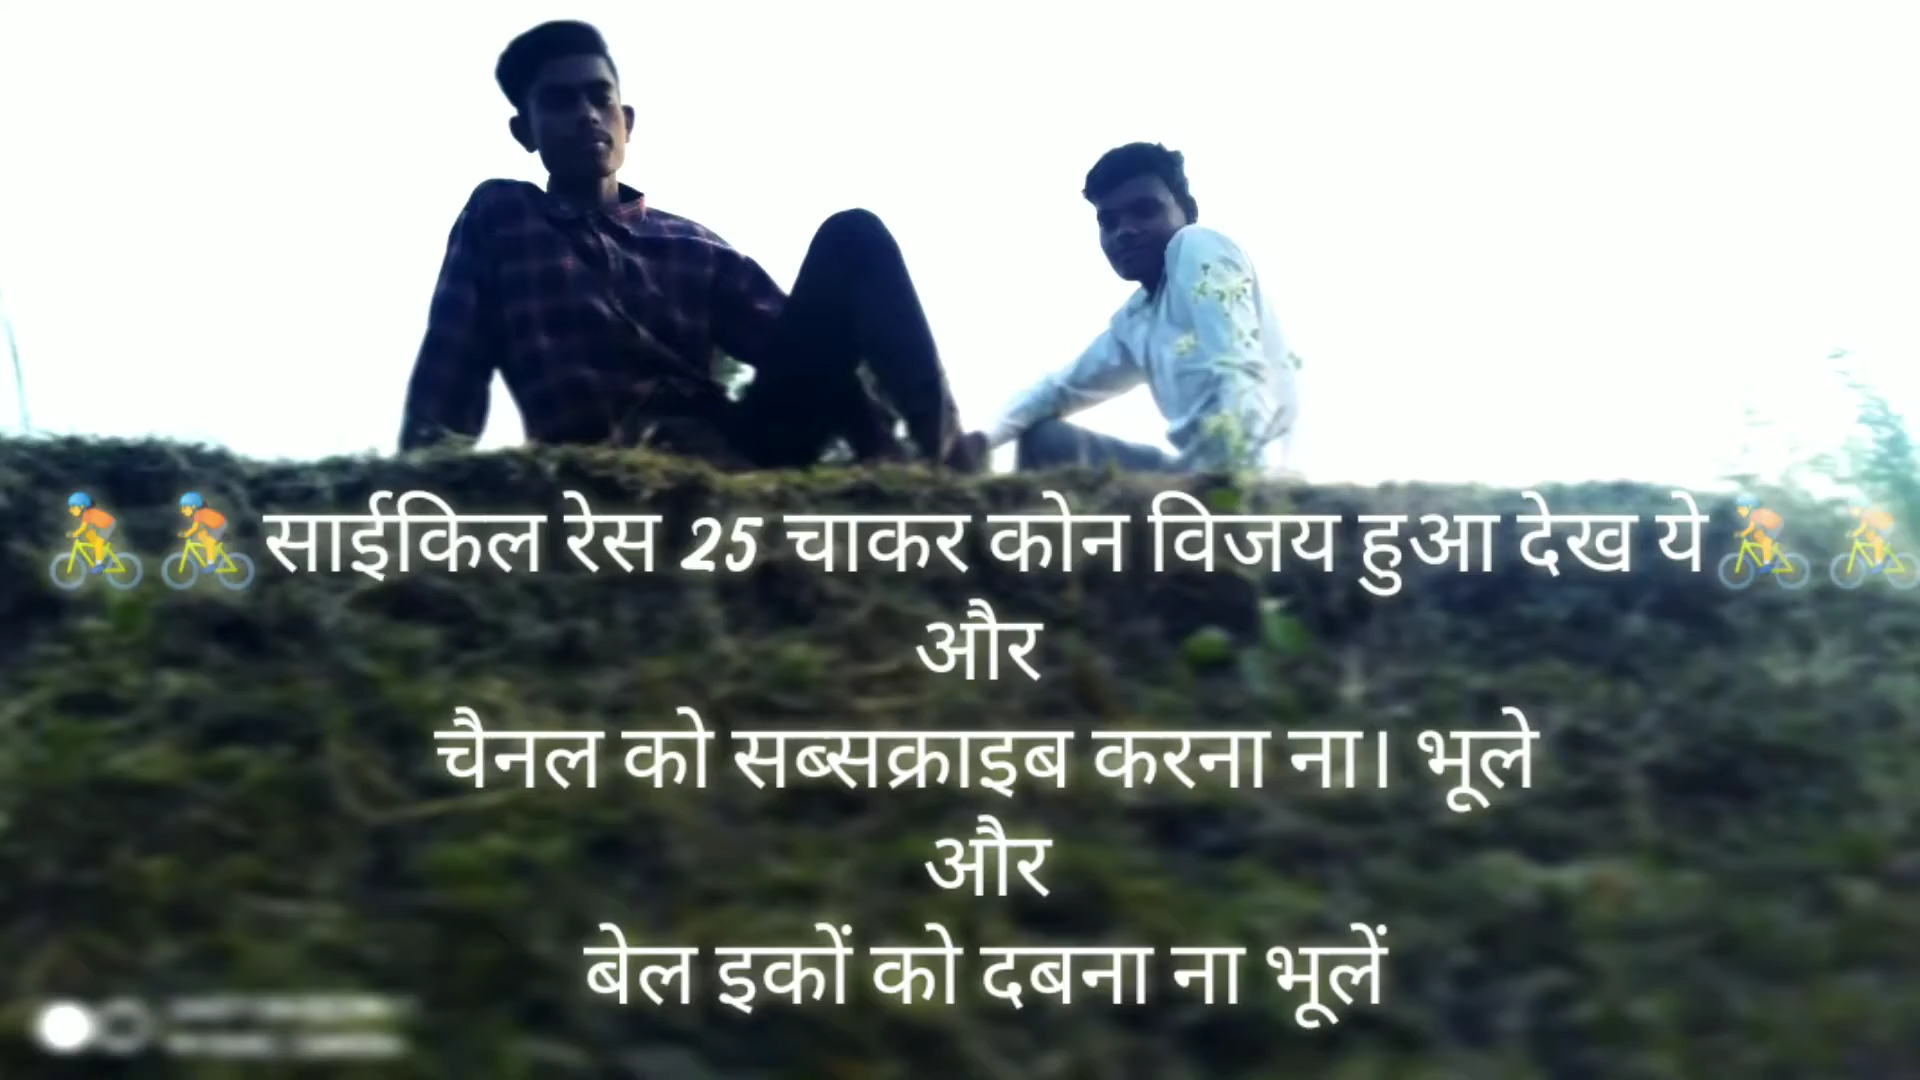 🚴🚴साईकिल रेस 25 चाकर कोन विजय हुआ देख ये🚴🚴
और
चैनल को सब्सक्राइब करना ना। भूले
और
बेल इकों को दबना ना भूलें